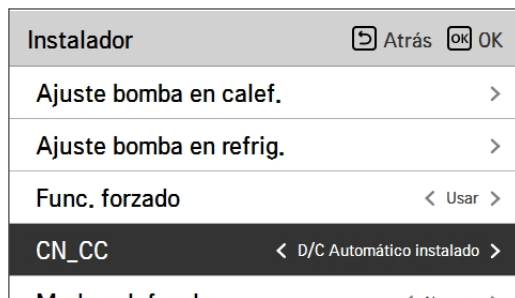 Instalador Atrás OK OK
Ajuste bomba en calef. >
Ajuste bomba en refrig. >
Func. forzado < Usar >
CN_CC < D/C Automático instalado >